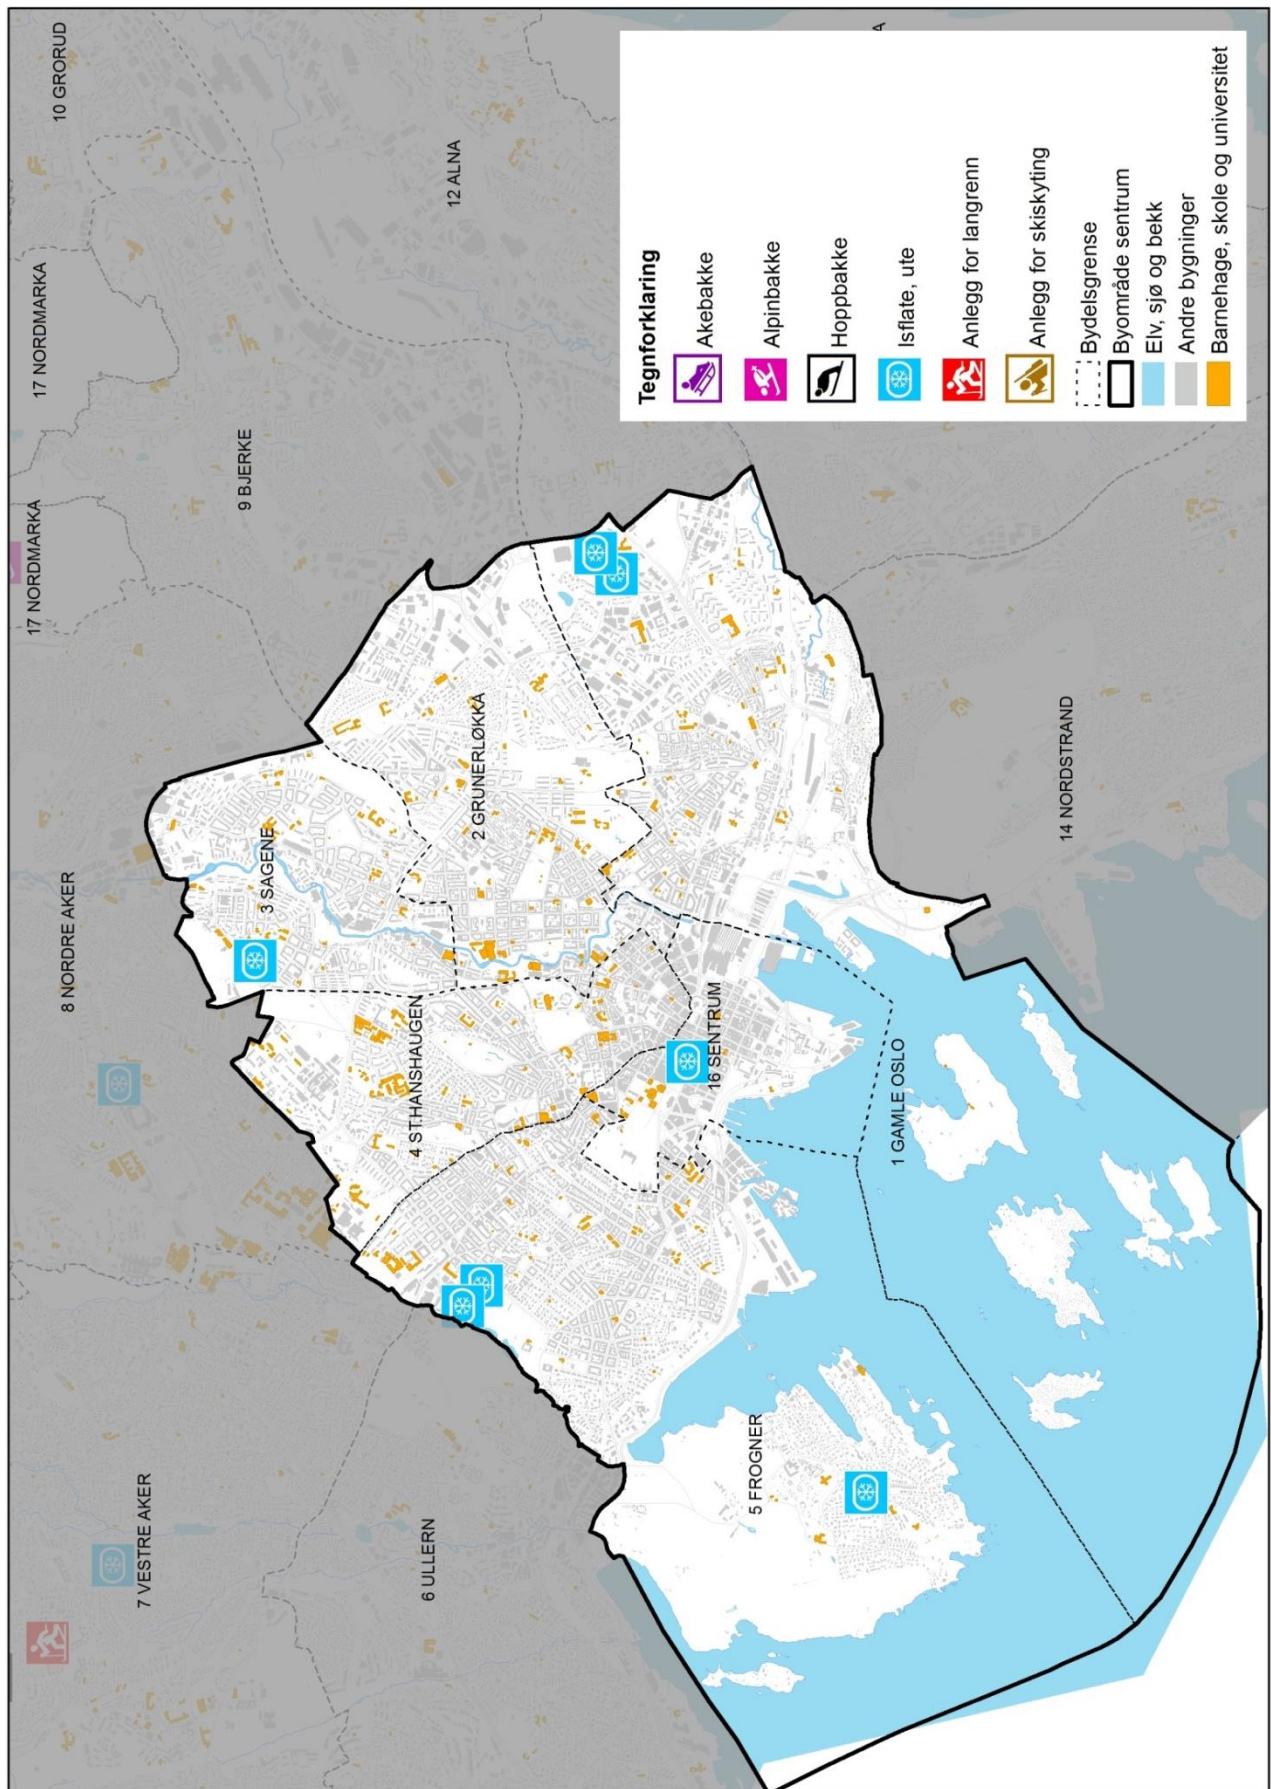 10 GRORUD
17 NORDMARKA
17 NORDMARKA
12 ALNA
9 BJERKE
8 NORDRE AKER
3 SAGENE
2 GRUNERLØKKA
4 ST.HANSHAUGEN
16 SENTRUM
1 GAMLE OSLO
14 NORDSTRAND
5 FROGNER
7 VESTRE AKER
6 ULLERN
A
Tegnforklaring
Akebakke
Alpinbakke
Hoppbakke
Isflate, ute
Anlegg for langrenn
Anlegg for skiskyting
Bydelsgrense
Byområde sentrum
Elv, sjø og bekk
Andre bygninger
Barnehage, skole og universitet